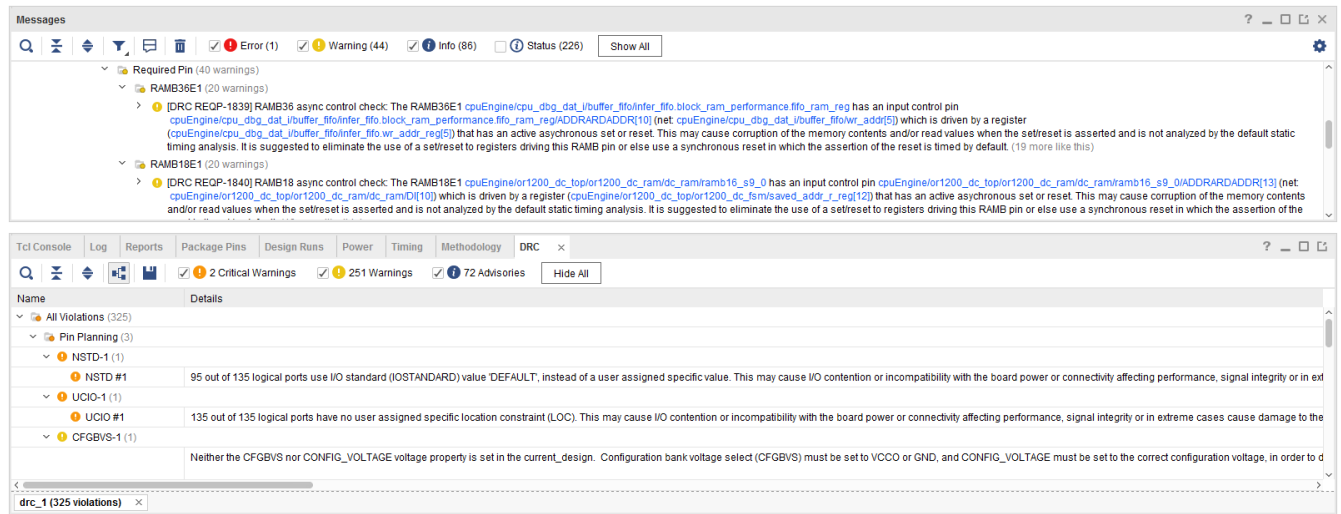 Messages
Error (1) Warning (44) Info (86) Status (226) Show All
Required Pin (40 warnings)
RAMB36E1 (20 warnings)
[DRC REQP-1839] RAMB36 async control check: The RAMB36E1 cpuEngine/cpu_dbg_dat_i/buffer_fifo/infer_fifo.block_ram_performance.fifo_ram_reg has an input control pin
cpuEngine/cpu_dbg_dat_i/buffer_fifo/infer_fifo.block_ram_performance.fifo_ram_reg/ADDRARDADDR[10] (net: cpuEngine/cpu_dbg_dat_i/buffer_fifo/wr_addr[5]) which is driven by a register
(cpuEngine/cpu_dbg_dat_i/buffer_fifo/infer_fifo.wr_addr_reg[5]) that has an active asychronous set or reset. This may cause corruption of the memory contents and/or read values when the set/reset is asserted and is not analyzed by the default static
timing analysis. It is suggested to eliminate the use of a set/reset to registers driving this RAMB pin or else use a synchronous reset in which the assertion of the reset is timed by default. (19 more like this)
RAMB18E1 (20 warnings)
[DRC REQP-1840] RAMB18 async control check: The RAMB18E1 cpuEngine/or1200_dc_top/or1200_dc_ram/dc_ram/ramb16_s9_0 has an input control pin cpuEngine/or1200_dc_top/or1200_dc_ram/dc_ram/ramb16_s9_0/ADDRARDADDR[13] (net:
cpuEngine/or1200_dc_top/or1200_dc_ram/dc_ram/DI[10]) which is driven by a register (cpuEngine/or1200_dc_top/or1200_dc_fsm/saved_addr_r_reg[12]) that has an active asychronous set or reset. This may cause corruption of the memory contents
and/or read values when the set/reset is asserted and is not analyzed by the default static timing analysis. It is suggested to eliminate the use of a set/reset to registers driving this RAMB pin or else use a synchronous reset in which the assertion of the
Tcl Console Log Reports Package Pins Design Runs Power Timing Methodology DRC
2 Critical Warnings 251 Warnings 72 Advisories Hide All
Name Details
All Violations (325)
Pin Planning (3)
NSTD-1 (1)
NSTD #1 95 out of 135 logical ports use I/O standard (IOSTANDARD) value 'DEFAULT', instead of a user assigned specific value. This may cause I/O contention or incompatibility with the board power or connectivity affecting performance, signal integrity or in ext
UCIO-1 (1)
UCIO #1 135 out of 135 logical ports have no user assigned specific location constraint (LOC). This may cause I/O contention or incompatibility with the board power or connectivity affecting performance, signal integrity or in extreme cases cause damage to the
CFGBVS-1 (1)
Neither the CFGBVS nor CONFIG_VOLTAGE voltage property is set in the current_design. Configuration bank voltage select (CFGBVS) must be set to VCCO or GND, and CONFIG_VOLTAGE must be set to the correct configuration voltage, in order to d
drc_1 (325 violations)